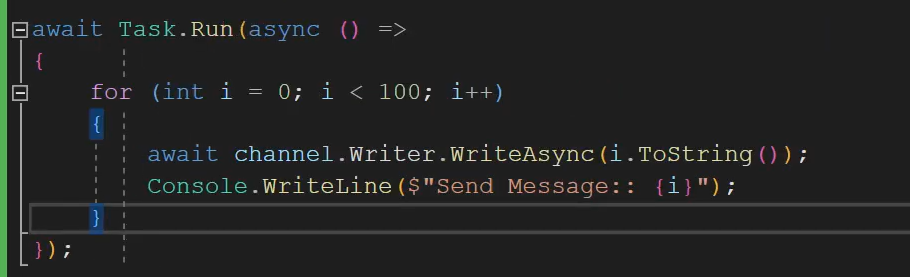 await Task.Run(async () =>
{
for (int i = 0; i < 100; i++)
{
await channel.Writer.WriteAsync(i.ToString());
Console.WriteLine($"Send Message:: {i}");
}
});